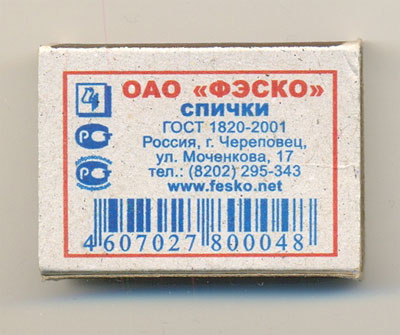 ОАО «ФЭСКО»
СПИЧКИ
ГОСТ 1820-2001
Россия, г. Череповец,
ул. Моченкова, 17
тел.: (8202) 295-343
www.fesko.net
4 607027 800048